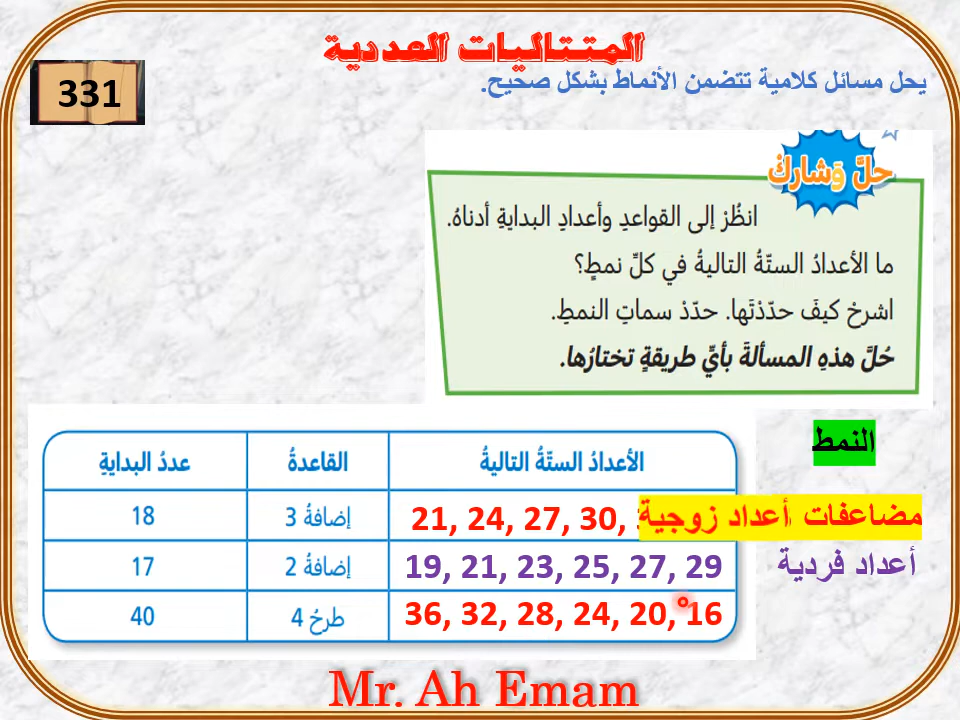 المتتاليات العددية
يحل مسائل كلامية تتضمن الأنماط بشكل صحيح.
331
حلَّ وَشارِكْ
انظُرْ إلى القواعدِ وأعدادِ البدايةِ أدناهُ.
ما الأعدادُ الستّةُ التاليةُ في كلِّ نمطٍ؟
اشرحْ كيفَ حدّدْتَها. حدّدْ سماتِ النمطِ.
حُلَّ هذهِ المسألةَ بأيِّ طريقةٍ تختارُها.
النمط
عددُ البدايةِ القاعدةُ الأعدادُ الستّةُ التاليةُ
18 إضافةُ 3 21, 24, 27, 30, مضاعفات أعداد زوجية
17 إضافةُ 2 19, 21, 23, 25, 27, 29 أعداد فردية
40 طرحُ 4 36, 32, 28, 24, 20, 16
Mr. Ah Emam